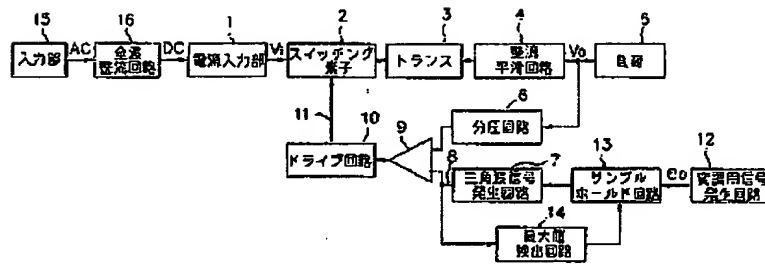 15
16
1
2
3
4
5
入力部
AC
全波
整流回路
DC
電源入力部
Vi
スイッチング
素子
トランス
整流
平滑回路
Vo
負荷
11
10
9
6
分圧回路
ドライブ回路
8
7
13
12
三角波信号
発生回路
サンプル
ホールド回路
eo
変調用信号
発生回路
14
最大値
検出回路